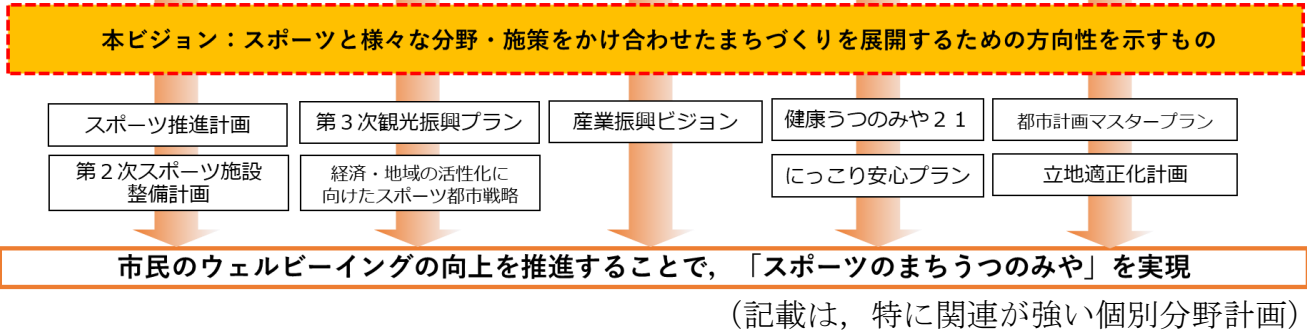 本ビジョン：スポーツと様々な分野・施策をかけ合わせたまちづくりを展開するための方向性を示すもの
スポーツ推進計画
第２次スポーツ施設
整備計画
第３次観光振興プラン
経済・地域の活性化に
向けたスポーツ都市戦略
産業振興ビジョン
健康うつのみや２１
にっこり安心プラン
都市計画マスタープラン
立地適正化計画
市民のウェルビーイングの向上を推進することで，「スポーツのまちうつのみや」を実現
（記載は，特に関連が強い個別分野計画）